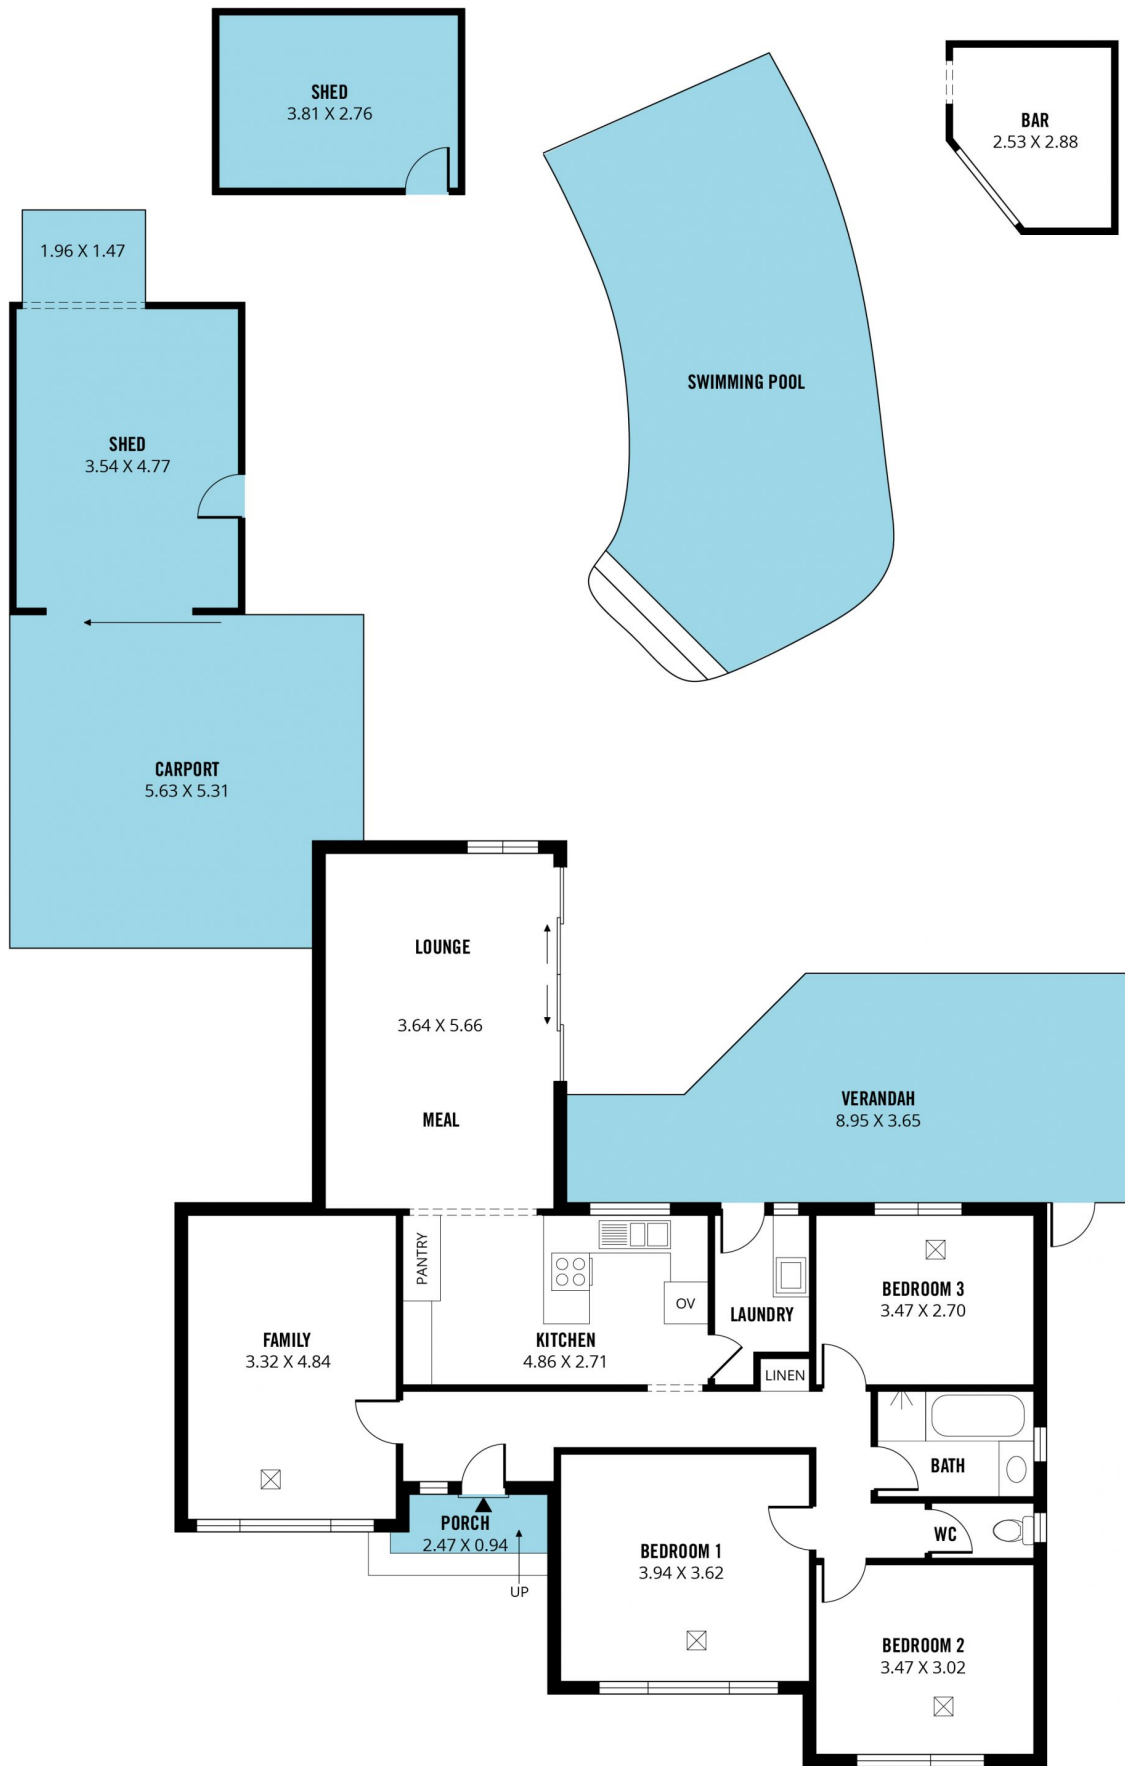 SHED
3.81 X 2.76
BAR
2.53 X 2.88
1.96 X 1.47
SWIMMING POOL
SHED
3.54 X 4.77
CARPORT
5.63 X 5.31
LOUNGE
3.64 X 5.66
MEAL
VERANDAH
8.95 X 3.65
PANTRY
OV
LAUNDRY
BEDROOM 3
3.47 X 2.70
FAMILY
3.32 X 4.84
KITCHEN
4.86 X 2.71
LINEN
BATH
PORCH
2.47 X 0.94
UP
WC
BEDROOM 1
3.94 X 3.62
BEDROOM 2
3.47 X 3.02